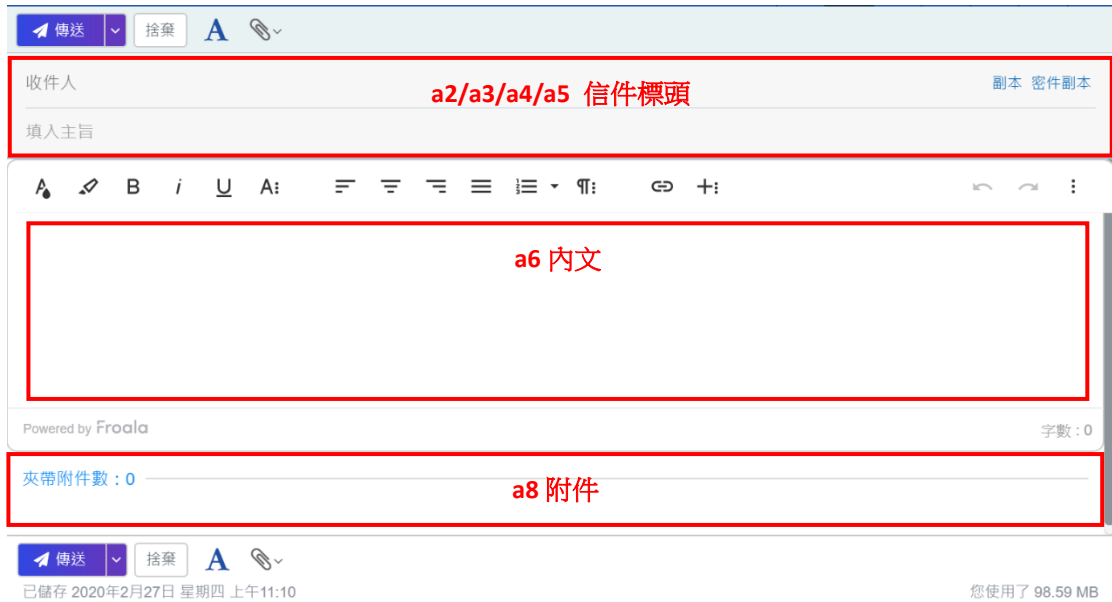 傳送 捨棄 A
收件人 a2/a3/a4/a5 信件標頭 副本 密件副本
填入主旨
A B i U A
a6 內文
Powered by Froala 字數 : 0
夾帶附件數 : 0
a8 附件
傳送 捨棄 A
已儲存 2020年2月27日 星期四 上午11:10 您使用了 98.59 MB